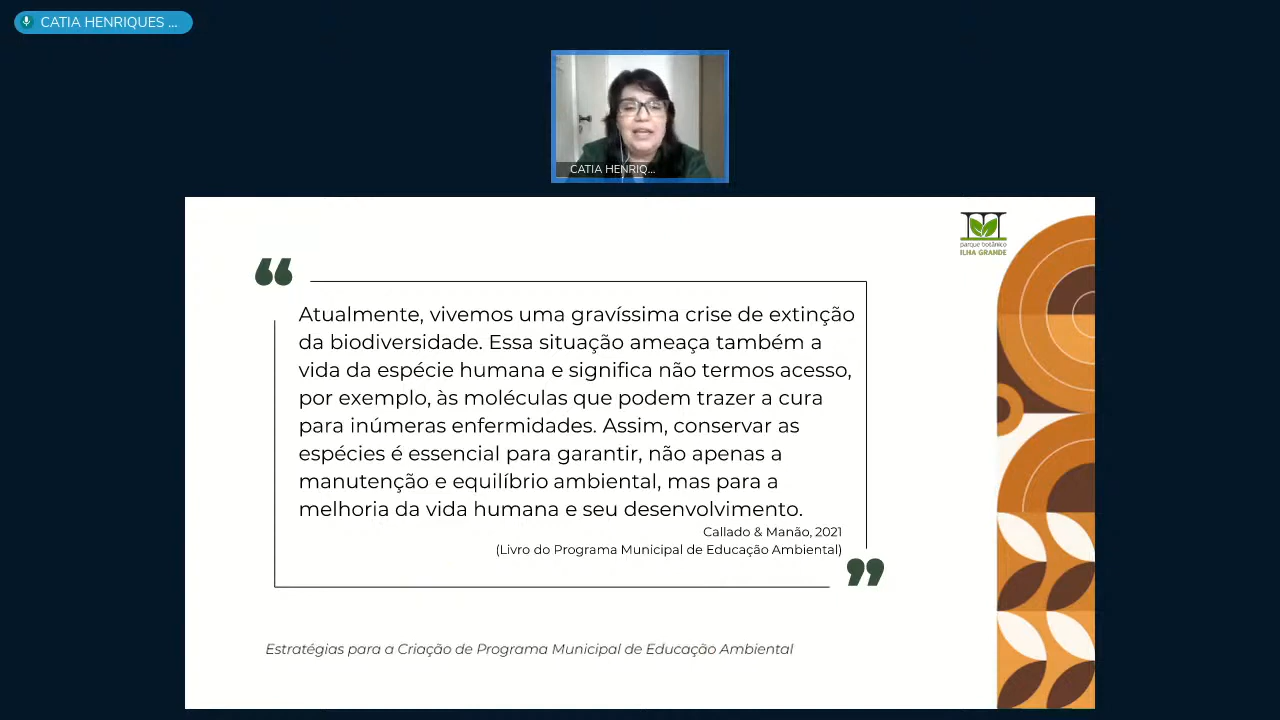 CATIA HENRIQUES ...
CATIA HENRIQ...
parque botânico
ILHA GRANDE
Atualmente, vivemos uma gravíssima crise de extinção
da biodiversidade. Essa situação ameaça também a
vida da espécie humana e significa não termos acesso,
por exemplo, às moléculas que podem trazer a cura
para inúmeras enfermidades. Assim, conservar as
espécies é essencial para garantir, não apenas a
manutenção e equilíbrio ambiental, mas para a
melhoria da vida humana e seu desenvolvimento.
Callado & Manão, 2021
(Livro do Programa Municipal de Educação Ambiental)
Estratégias para a Criação de Programa Municipal de Educação Ambiental